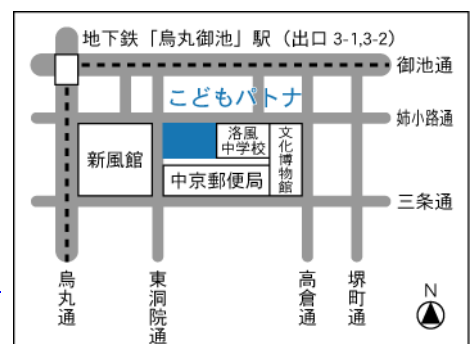 地下鉄「烏丸御池」駅（出口 3-1,3-2）
御池通
こどもパトナ
姉小路通
新風館
洛風
中学校
文化博物館
中京郵便局
三条通
烏丸通
東洞院通
高倉通
堺町通
N